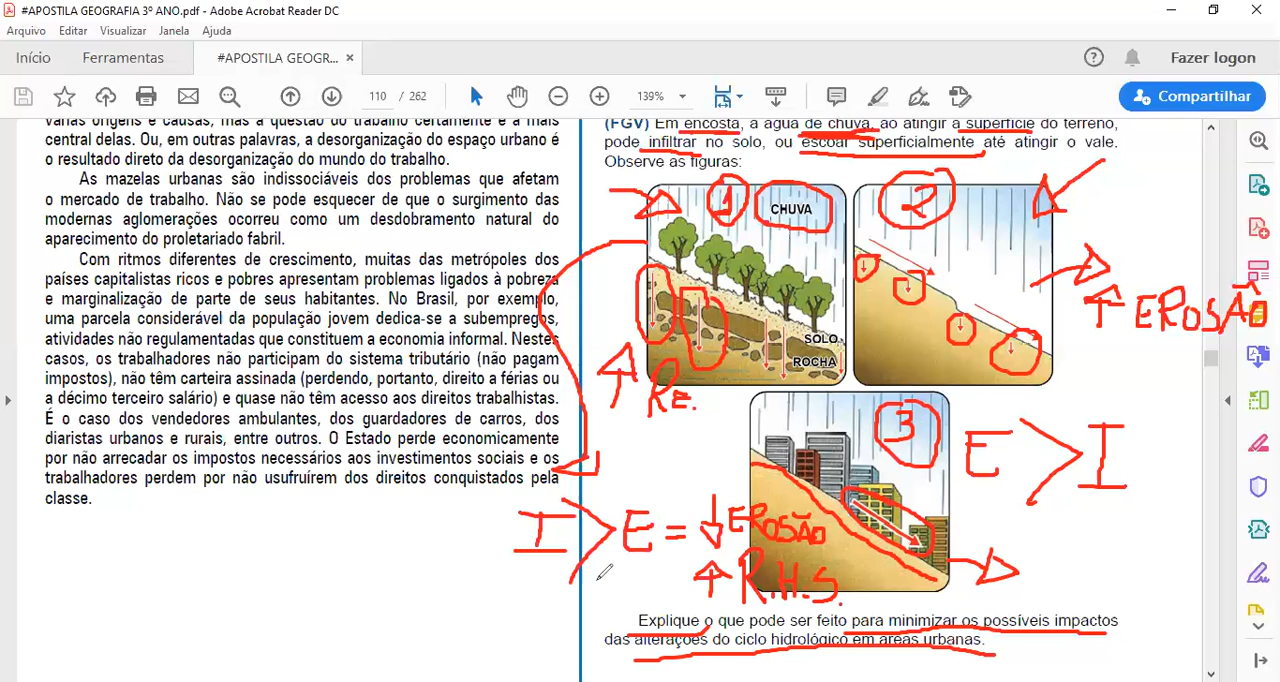 #APOSTILA GEOGRAFIA 3º ANO.pdf - Adobe Acrobat Reader DC
Arquivo Editar Visualizar Janela Ajuda
Início Ferramentas #APOSTILA GEOGR... × Fazer logon
110 / 262 139% Compartilhar
várias origens e causas, mas a questão do trabalho certamente é a mais
central delas. Ou, em outras palavras, a desorganização do espaço urbano é
o resultado direto da desorganização do mundo do trabalho.
As mazelas urbanas são indissociáveis dos problemas que afetam
o mercado de trabalho. Não se pode esquecer de que o surgimento das
modernas aglomerações ocorreu como um desdobramento natural do
aparecimento do proletariado fabril.
Com ritmos diferentes de crescimento, muitas das metrópoles dos
países capitalistas ricos e pobres apresentam problemas ligados à pobreza
e marginalização de parte de seus habitantes. No Brasil, por exemplo,
uma parcela considerável da população jovem dedica-se a subempregos,
atividades não regulamentadas que constituem a economia informal. Nestes
casos, os trabalhadores não participam do sistema tributário (não pagam
impostos), não têm carteira assinada (perdendo, portanto, direito a férias ou
a décimo terceiro salário) e quase não têm acesso aos direitos trabalhistas.
É o caso dos vendedores ambulantes, dos guardadores de carros, dos
diaristas urbanos e rurais, entre outros. O Estado perde economicamente
por não arrecadar os impostos necessários aos investimentos sociais e os
trabalhadores perdem por não usufruírem dos direitos conquistados pela
classe.
(FGV) Em encosta, a água de chuva, ao atingir a superfície do terreno,
pode infiltrar no solo, ou escoar superficialmente até atingir o vale.
Observe as figuras:
1 CHUVA
2
↑ EROSÃO
SOLO
ROCHA
↑ RE.
3
E > I
I > E = ↓ EROSÃO
↑ R.H.S.
Explique o que pode ser feito para minimizar os possíveis impactos
das alterações do ciclo hidrológico em áreas urbanas.